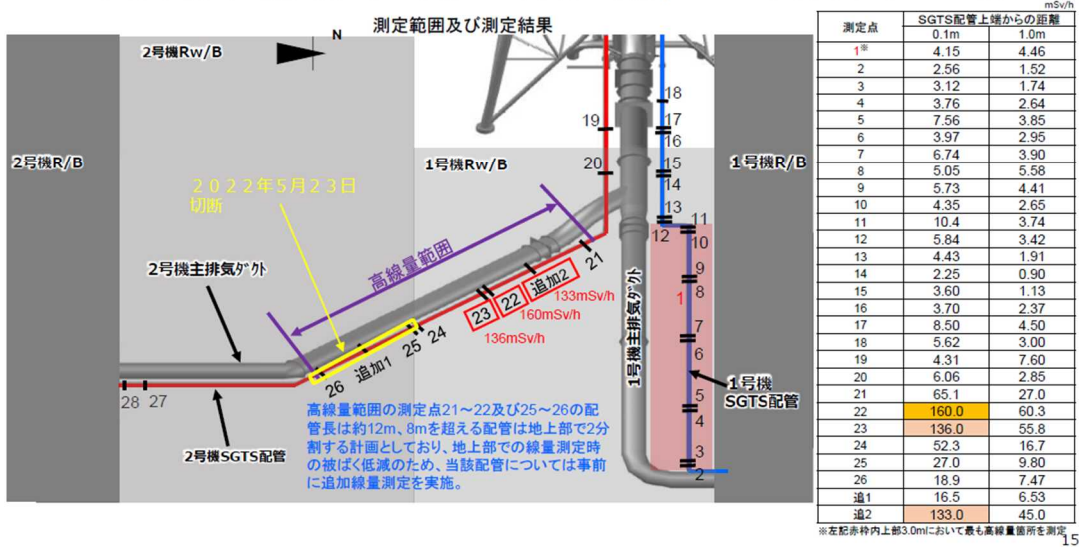 測定範囲及び測定結果
2号機Rw/B
N
2号機R/B
1号機Rw/B
1号機R/B
2022年5月23日
切断
高線量範囲
2号機主排気ダクト
1号機主排気ダクト
2号機SGTS配管
1号機
SGTS配管
18
19
17
16
20
15
14
13
12
11
10
9
8
1
7
6
5
4
3
2
21
追加2
22
23
133mSv/h
160mSv/h
136mSv/h
24
25
追加1
26
27
28
高線量範囲の測定点21～22及び25～26の配
管長は約12m、8mを超える配管は地上部で2分
割する計画としており、地上部での線量測定時
の被ばく低減のため、当該配管については事前
に追加線量測定を実施。
mSv/h
測定点 SGTS配管上端からの距離
0.1m 1.0m
1※ 4.15 4.46
2 2.56 1.52
3 3.12 1.74
4 3.76 2.64
5 7.56 3.85
6 3.97 2.95
7 6.74 3.90
8 5.05 5.58
9 5.73 4.41
10 4.35 2.65
11 10.4 3.74
12 5.84 3.42
13 4.43 1.91
14 2.25 0.90
15 3.60 1.13
16 3.70 2.37
17 8.50 4.50
18 5.62 3.00
19 4.31 7.60
20 6.06 2.85
21 65.1 27.0
22 160.0 60.3
23 136.0 55.8
24 52.3 16.7
25 27.0 9.80
26 18.9 7.47
追1 16.5 6.53
追2 133.0 45.0
※左記赤枠内上部3.0mにおいて最も高線量箇所を測定
15